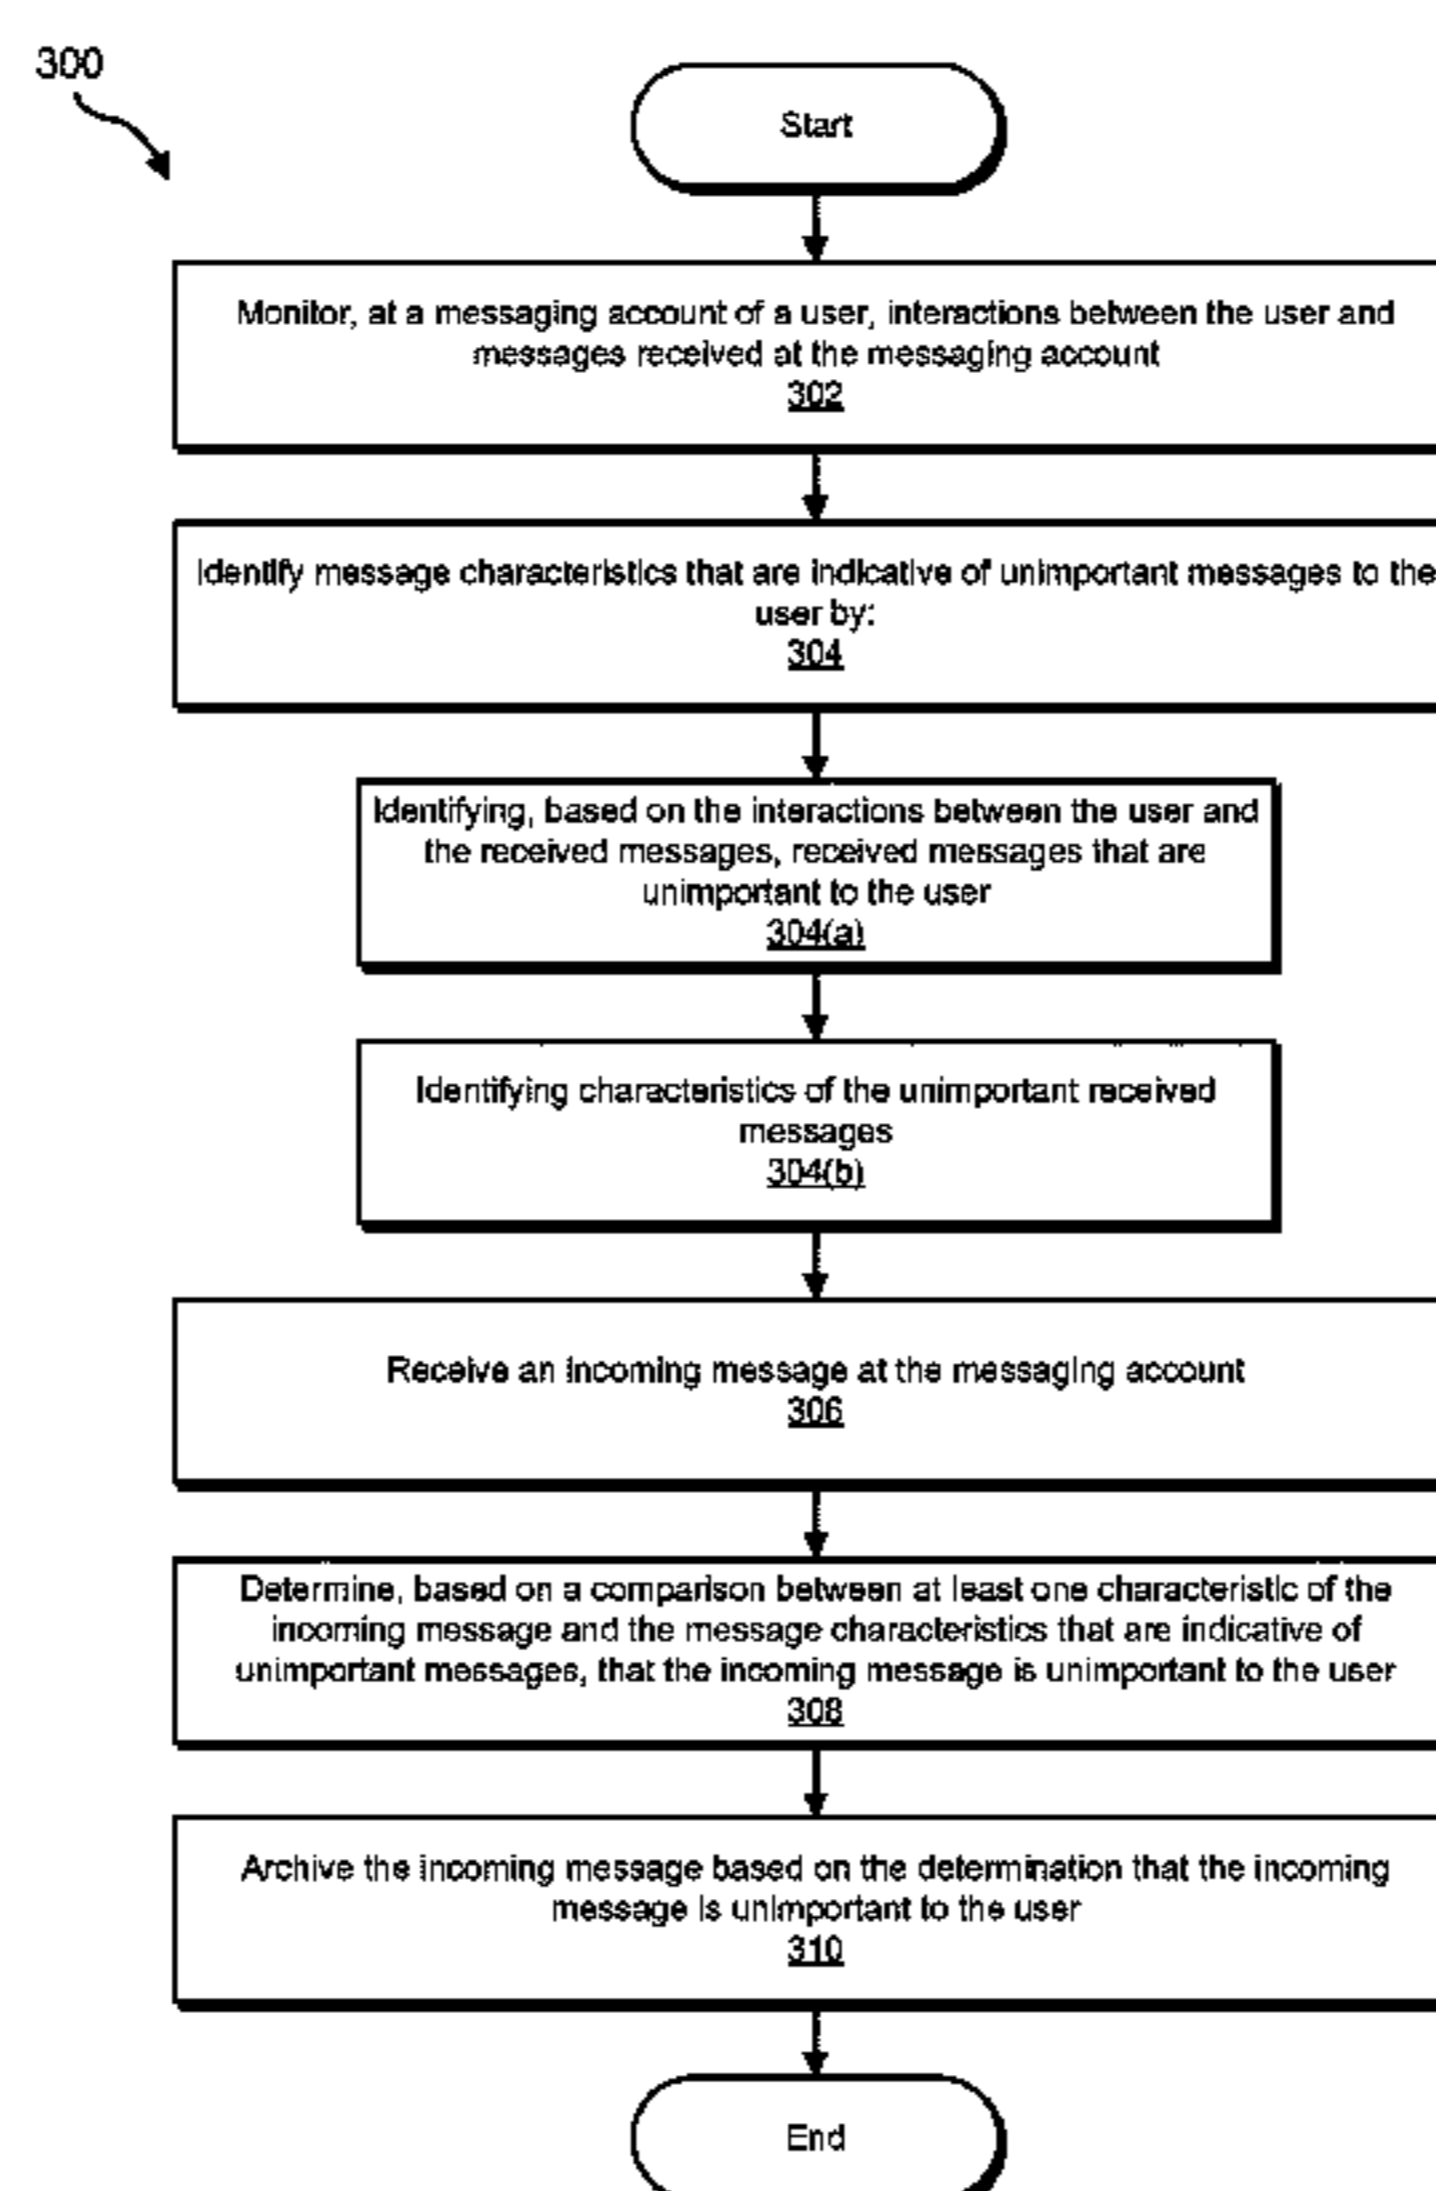 300
Start
Monitor, at a messaging account of a user, interactions between the user and
messages received at the messaging account
302
Identify message characteristics that are indicative of unimportant messages to the
user by:
304
Identifying, based on the interactions between the user and
the received messages, received messages that are
unimportant to the user
304(a)
Identifying characteristics of the unimportant received
messages
304(b)
Receive an incoming message at the messaging account
306
Determine, based on a comparison between at least one characteristic of the
incoming message and the message characteristics that are indicative of
unimportant messages, that the incoming message is unimportant to the user
308
Archive the incoming message based on the determination that the incoming
message is unimportant to the user
310
End